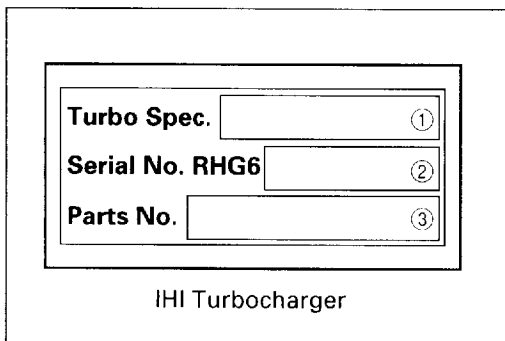 Turbo Spec. ①
Serial No. RHG6 ②
Parts No. ③
IHI Turbocharger